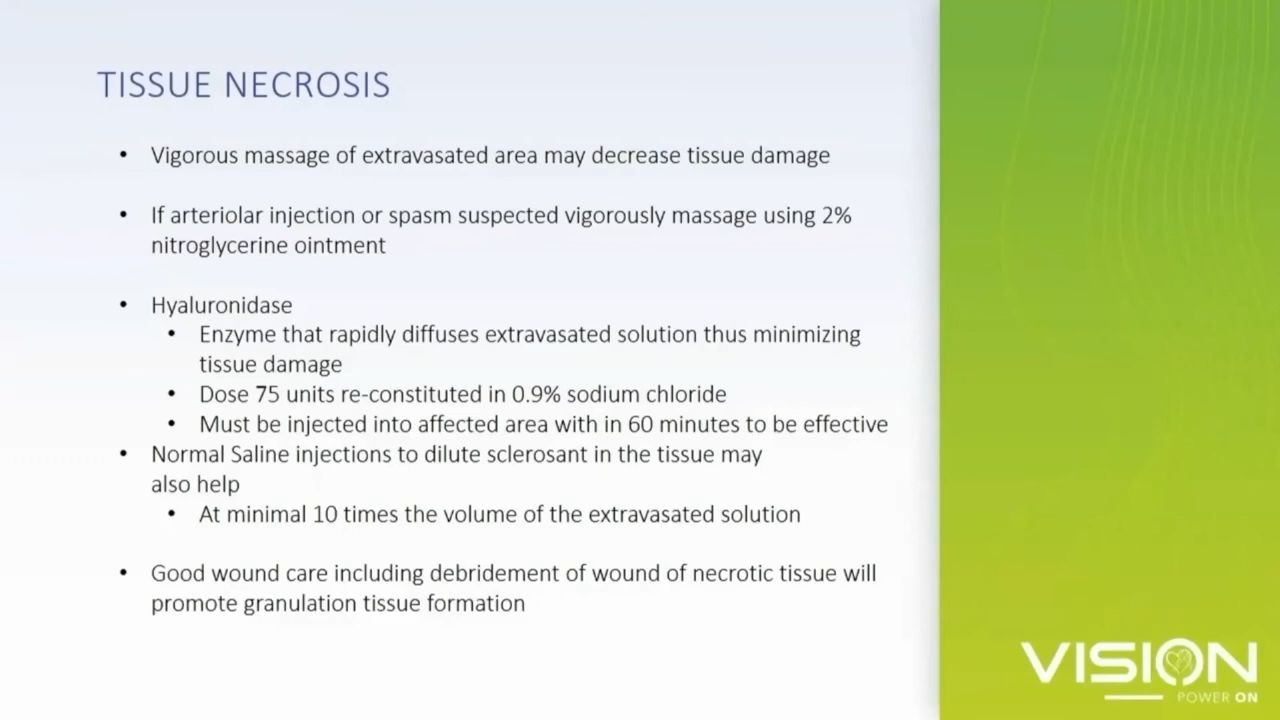 TISSUE NECROSIS
• Vigorous massage of extravasated area may decrease tissue damage
• If arteriolar injection or spasm suspected vigorously massage using 2%
nitroglycerine ointment
• Hyaluronidase
• Enzyme that rapidly diffuses extravasated solution thus minimizing
tissue damage
• Dose 75 units re-constituted in 0.9% sodium chloride
• Must be injected into affected area with in 60 minutes to be effective
• Normal Saline injections to dilute sclerosant in the tissue may
also help
• At minimal 10 times the volume of the extravasated solution
• Good wound care including debridement of wound of necrotic tissue will
promote granulation tissue formation
VISION
POWER ON